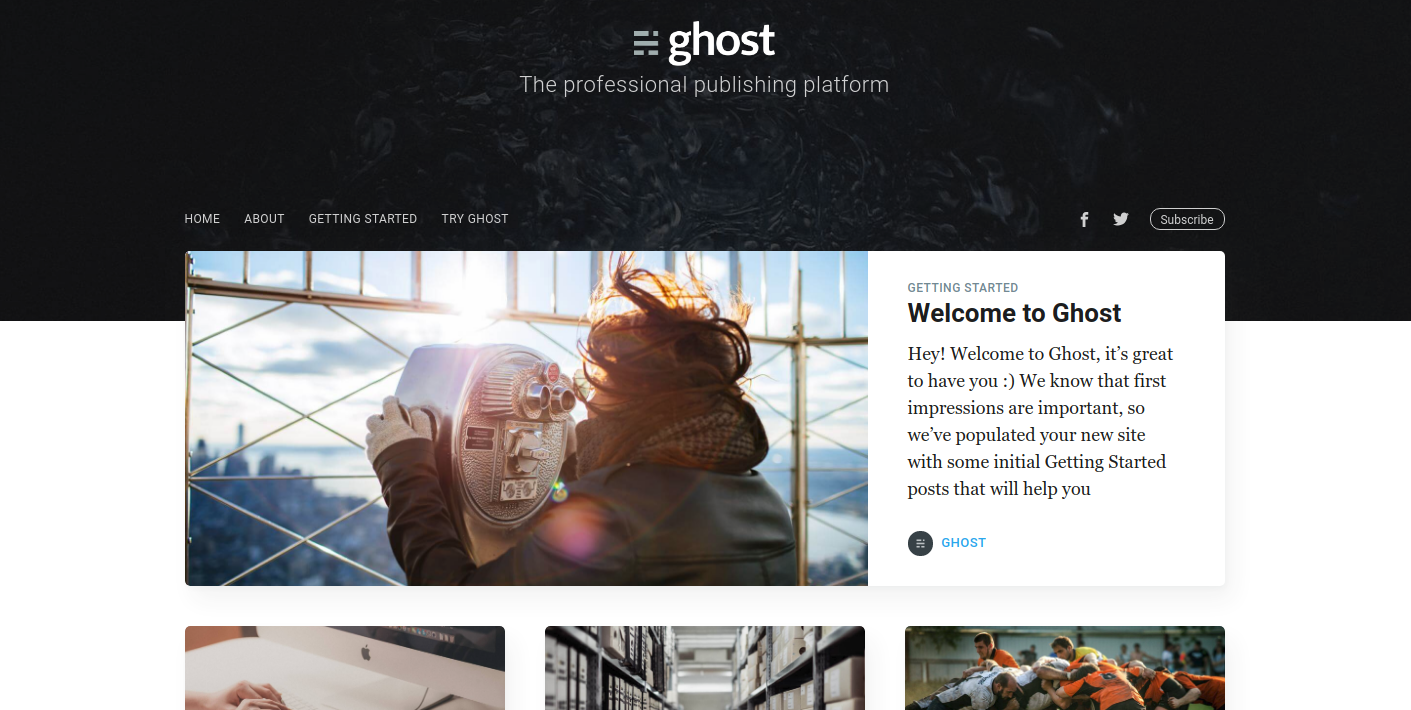 ghost
The professional publishing platform
HOME ABOUT GETTING STARTED TRY GHOST Subscribe
GETTING STARTED
Welcome to Ghost
Hey! Welcome to Ghost, it’s great
to have you :) We know that first
impressions are important, so
we’ve populated your new site
with some initial Getting Started
posts that will help you
GHOST